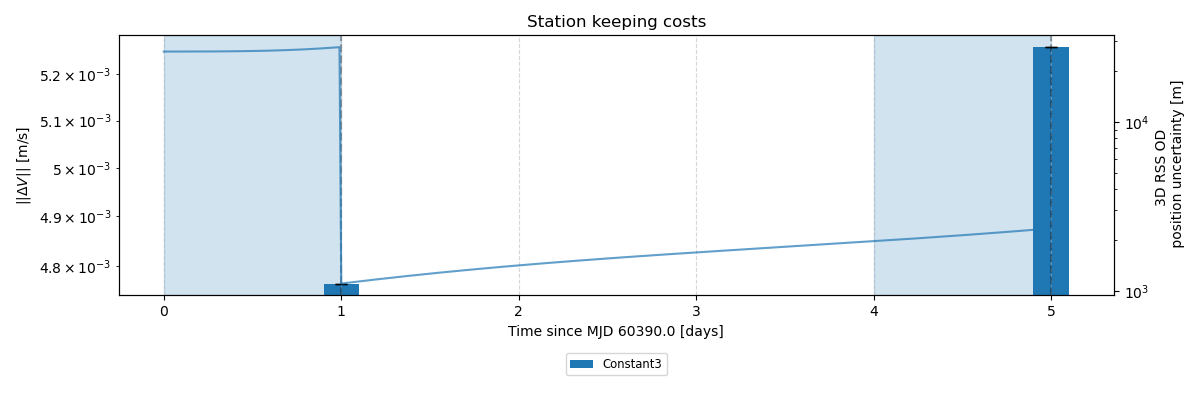 Station keeping costs
||ΔV|| [m/s]
5.2 × 10⁻³
5.1 × 10⁻³
5 × 10⁻³
4.9 × 10⁻³
4.8 × 10⁻³
10⁴
10³
3D RSS OD
position uncertainty [m]
0 1 2 3 4 5
Time since MJD 60390.0 [days]
Constant3